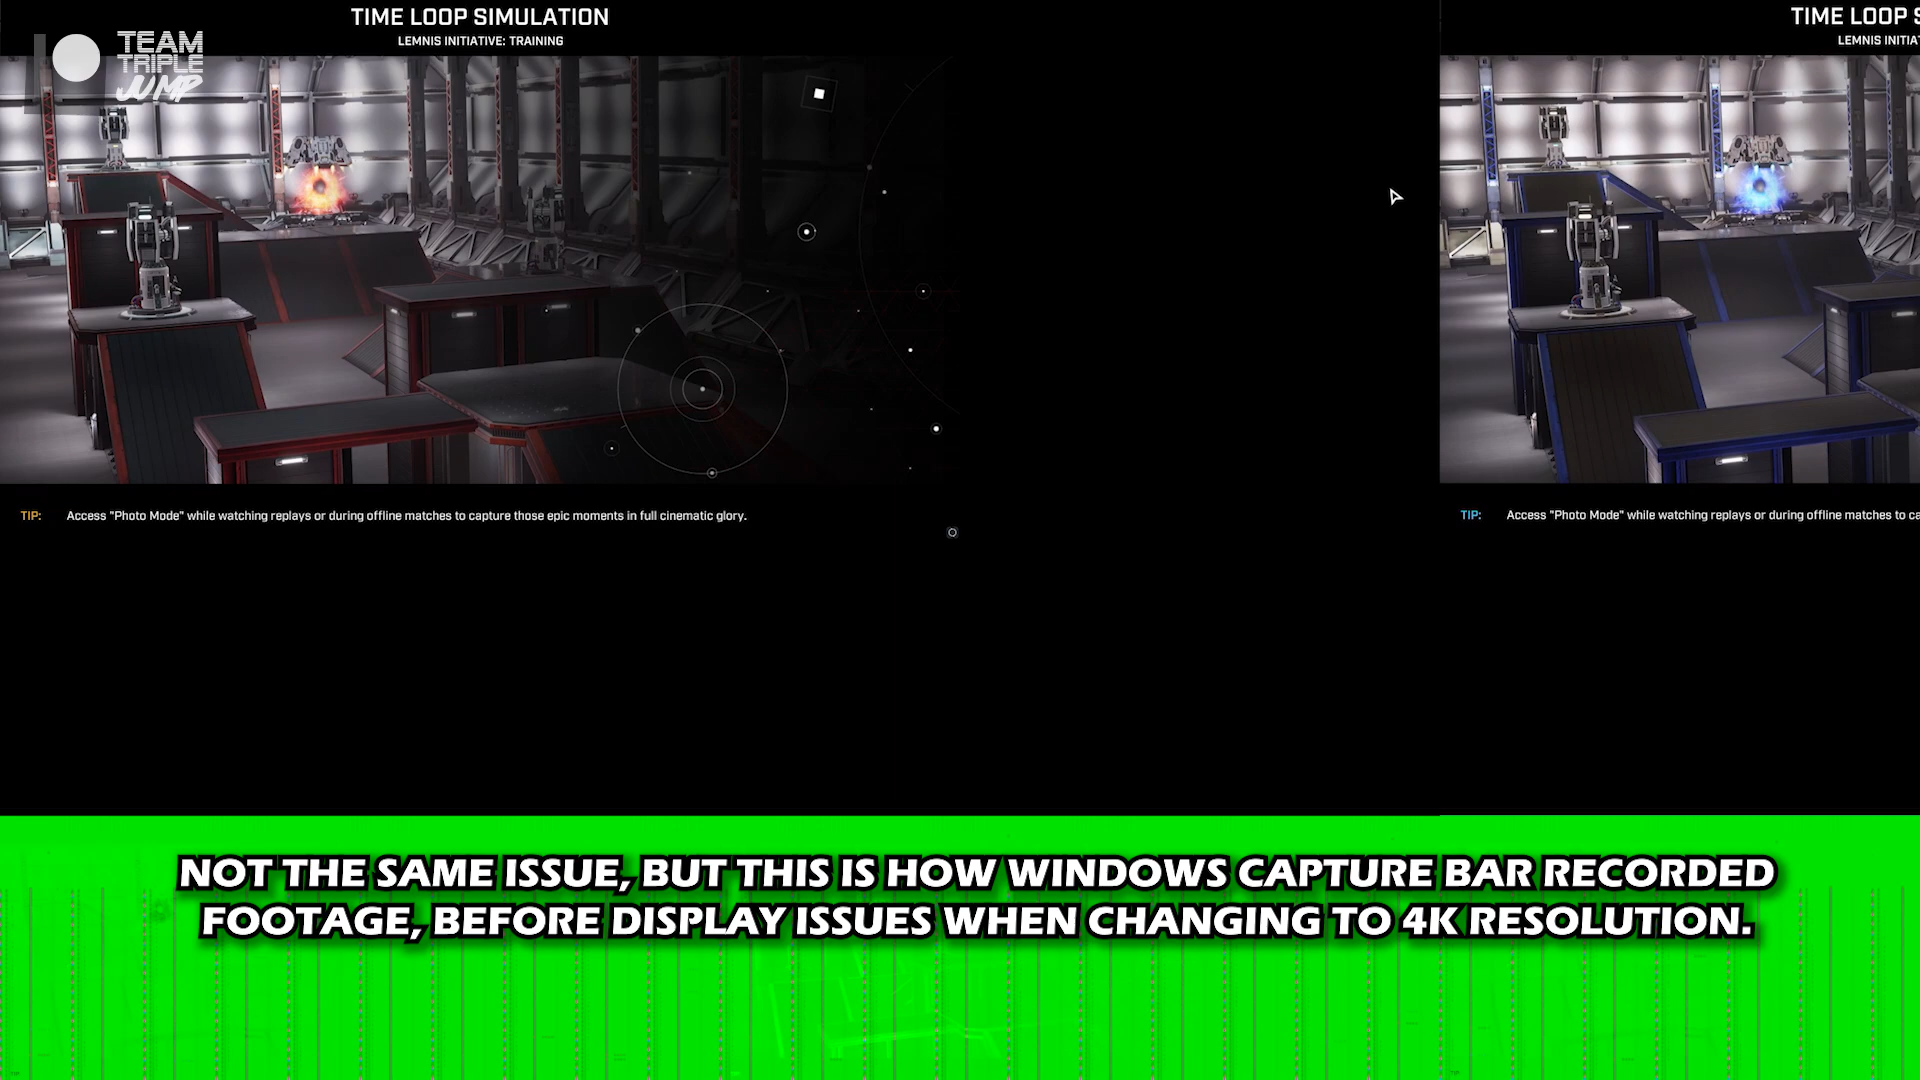 TIME LOOP SIMULATION
LEMNIS INITIATIVE: TRAINING
TEAM
TRIPLE
JUMP
TIP: Access "Photo Mode" while watching replays or during offline matches to capture those epic moments in full cinematic glory.
TIME LOOP S
LEMNIS INITIAT
TIP: Access "Photo Mode" while watching replays or during offline matches to ca
NOT THE SAME ISSUE, BUT THIS IS HOW WINDOWS CAPTURE BAR RECORDED
FOOTAGE, BEFORE DISPLAY ISSUES WHEN CHANGING TO 4K RESOLUTION.